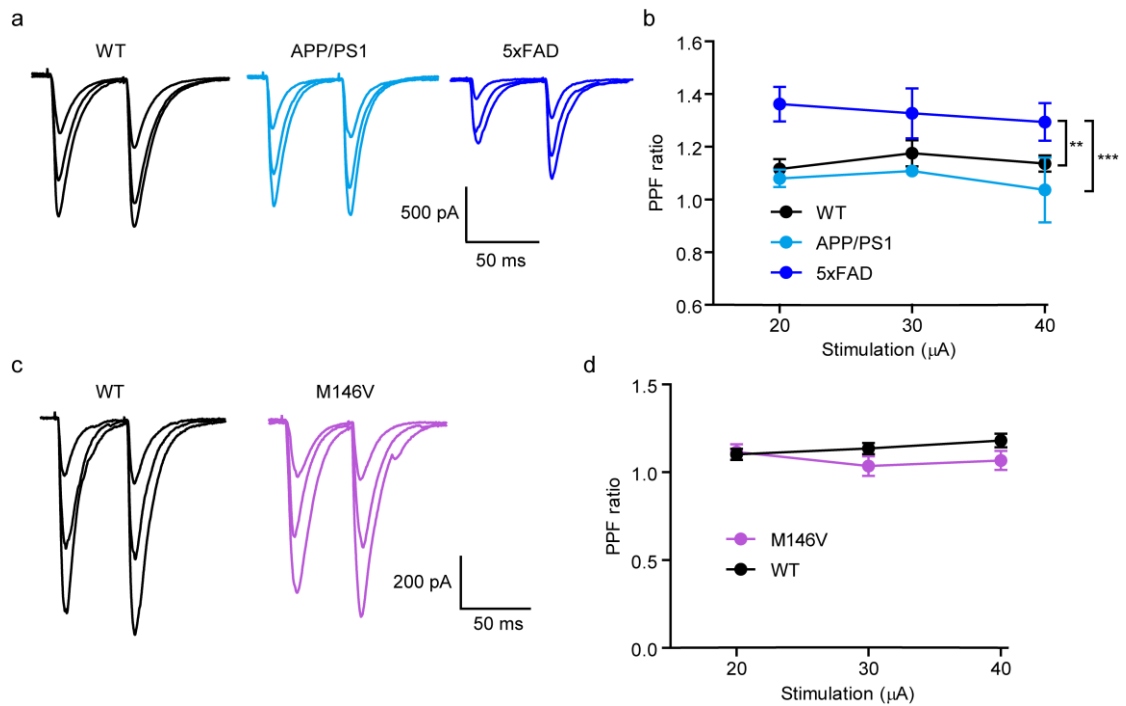 a
WT
APP/PS1
5xFAD
500 pA
50 ms
b
1.6
1.4
1.2
1.0
0.8
0.6
PPF ratio
**
***
WT
APP/PS1
5xFAD
20
30
40
Stimulation (μA)
c
WT
M146V
200 pA
50 ms
d
1.5
1.0
0.5
0.0
PPF ratio
M146V
WT
20
30
40
Stimulation (μA)